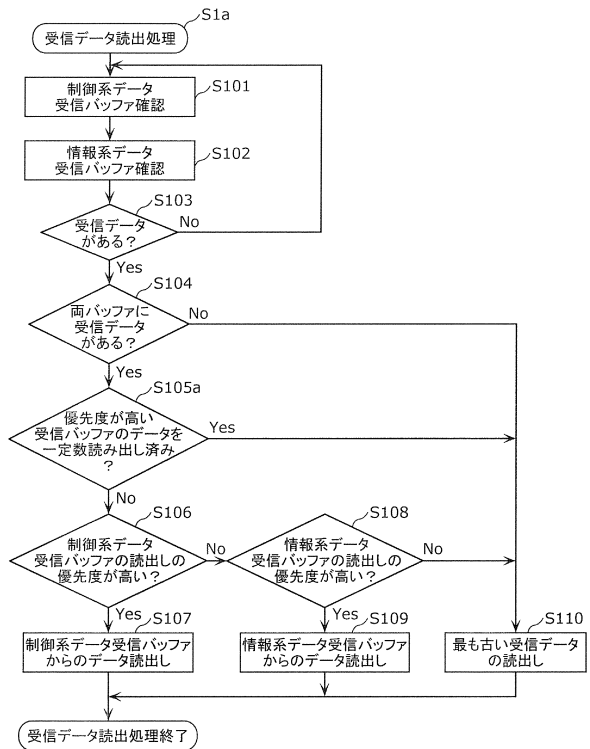 S1a
受信データ読出処理
S101
制御系データ
受信バッファ確認
S102
情報系データ
受信バッファ確認
S103
No
受信データ
がある?
Yes
S104
No
両バッファに
受信データ
がある?
Yes
S105a
優先度が高い
受信バッファのデータを
一定数読み出し済み
?
Yes
No
S106
制御系データ
受信バッファの読出しの
優先度が高い?
No
S108
情報系データ
受信バッファの読出しの
優先度が高い?
No
Yes
S107
制御系データ受信バッファ
からのデータ読出し
Yes
S109
情報系データ受信バッファ
からのデータ読出し
S110
最も古い受信データ
の読出し
受信データ読出処理終了